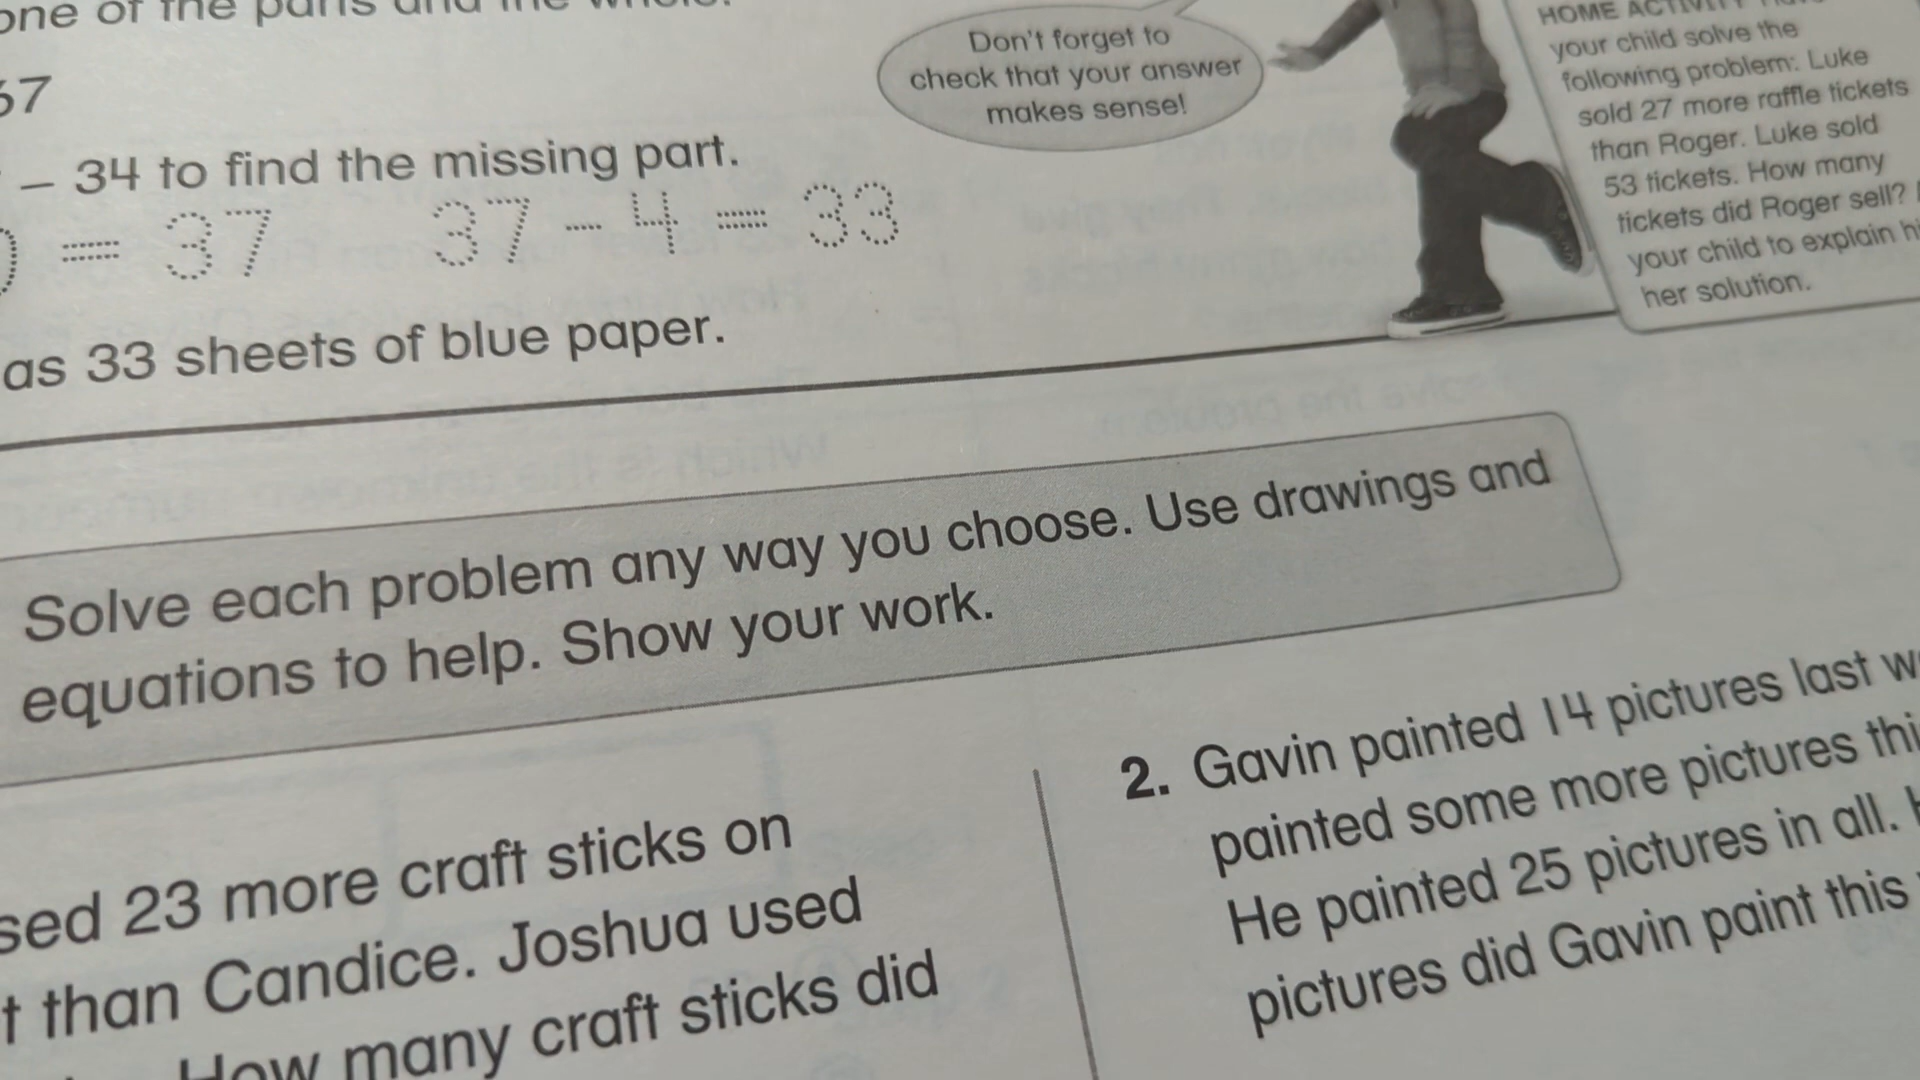 one of the parts and the whole.
67
– 34 to find the missing part.
= 37 37 – 4 = 33
as 33 sheets of blue paper.
Don't forget to
check that your answer
makes sense!
HOME ACTIVITY
your child solve the
following problem: Luke
sold 27 more raffle tickets
than Roger. Luke sold
53 tickets. How many
tickets did Roger sell?
your child to explain
her solution.
Solve each problem any way you choose. Use drawings and
equations to help. Show your work.
sed 23 more craft sticks on
t than Candice. Joshua used
How many craft sticks did
2. Gavin painted 14 pictures last
painted some more pictures
He painted 25 pictures in all.
pictures did Gavin paint this